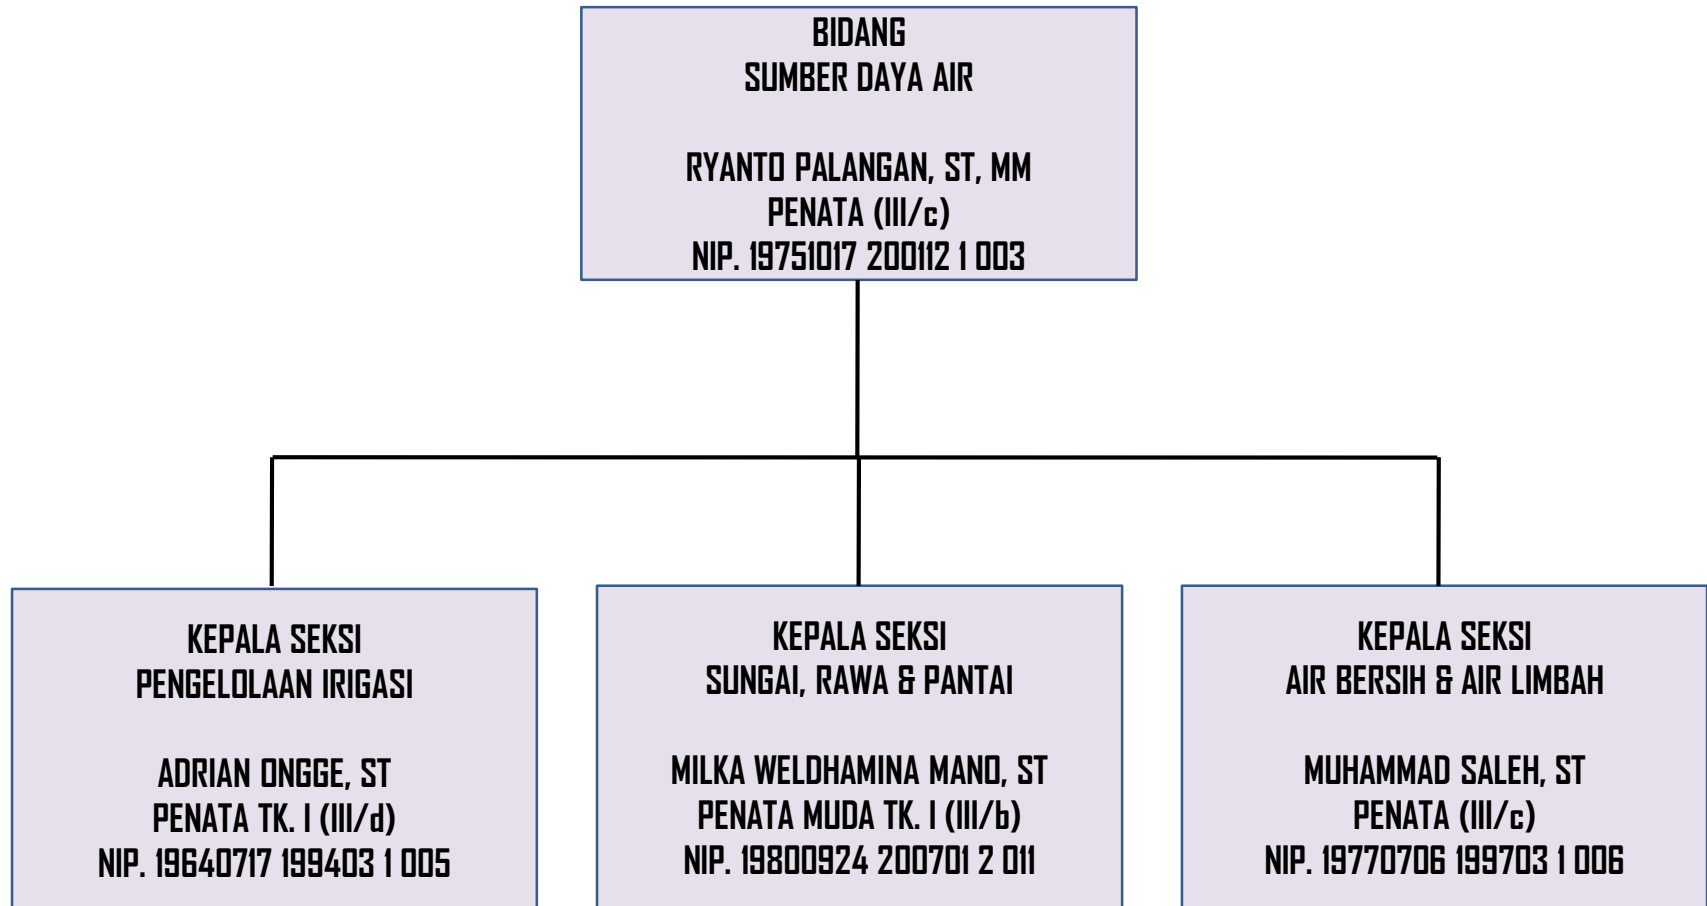 BIDANG
SUMBER DAYA AIR
RYANTO PALANGAN, ST, MM
PENATA (III/c)
NIP. 19751017 200112 1 003
KEPALA SEKSI
PENGELOLAAN IRIGASI
ADRIAN ONGGE, ST
PENATA TK. I (III/d)
NIP. 19640717 199403 1 005
KEPALA SEKSI
SUNGAI, RAWA & PANTAI
MILKA WELDHAMINA MANO, ST
PENATA MUDA TK. I (III/b)
NIP. 19800924 200701 2 011
KEPALA SEKSI
AIR BERSIH & AIR LIMBAH
MUHAMMAD SALEH, ST
PENATA (III/c)
NIP. 19770706 199703 1 006